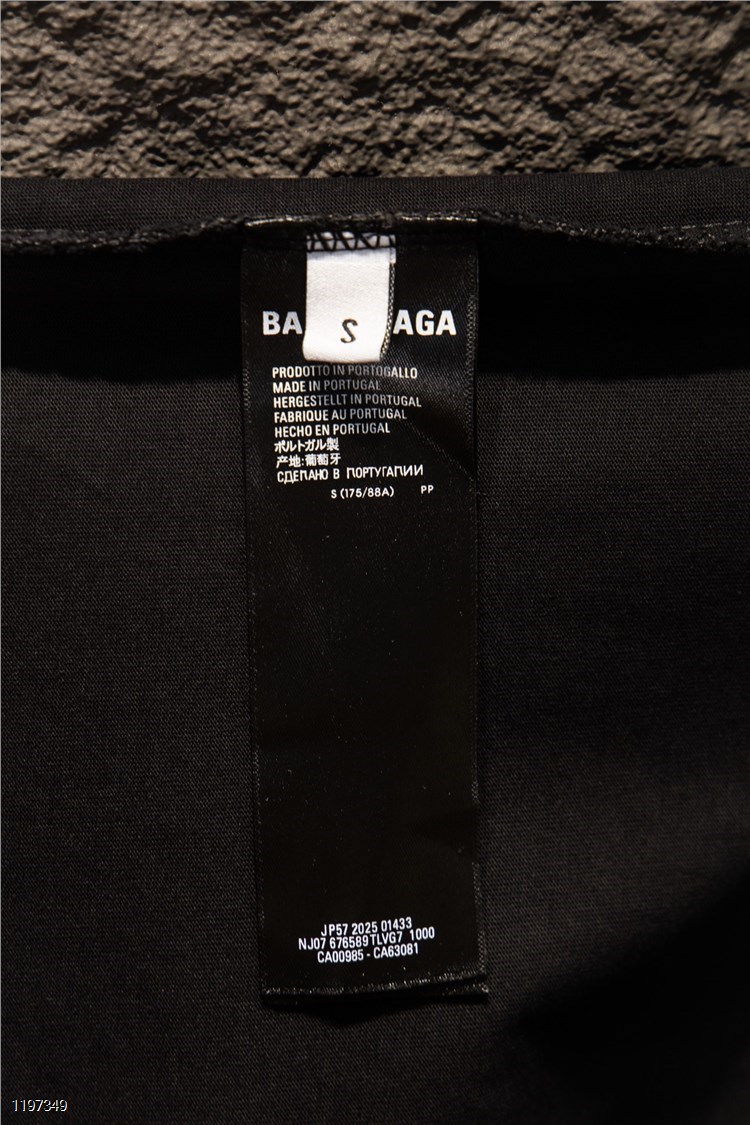 BA
S
AGA
PRODOTTO IN PORTOGALLO
MADE IN PORTUGAL
HERGESTELLT IN PORTUGAL
FABRIQUE AU PORTUGAL
HECHO EN PORTUGAL
ポルトガル製
产地:葡萄牙
СДЕЛАНО В ПОРТУГАЛИИ
S (175/88A) PP
JP57 2025 01433
NJ07 676589TLVG7 1000
CA00985 - CA63081
1197349